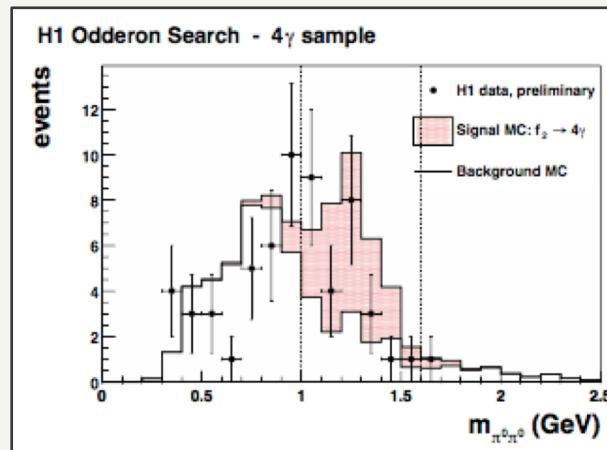 H1 Odderon Search - 4γ sample
events
12
10
8
6
4
2
0
H1 data, preliminary
Signal MC: f₂ → 4γ
Background MC
0 0.5 1 1.5 2 2.5
m_π⁰π⁰ (GeV)